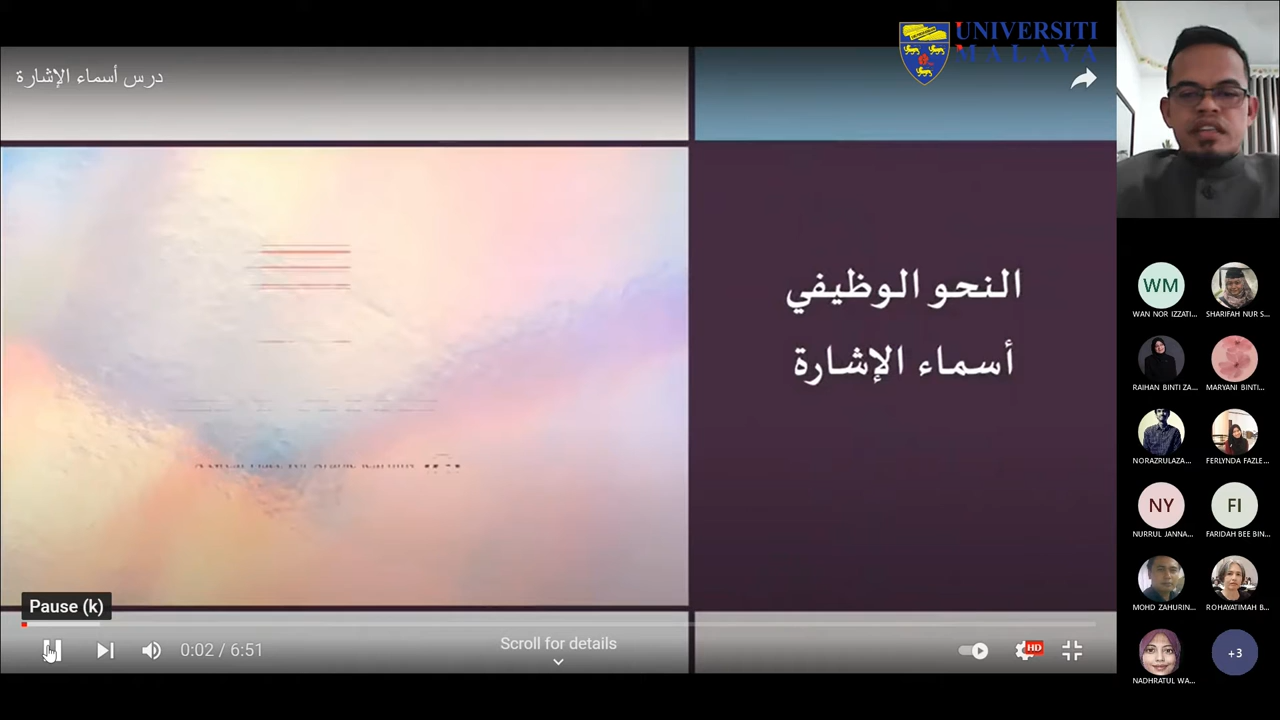 UNIVERSITI
MALAYA
درس أسماء الإشارة
النحو الوظيفي
أسماء الإشارة
Pause (k)
0:02 / 6:51
Scroll for details
HD
WM
WAN NOR IZZATI...
SHARIFAH NUR S...
RAIHAN BINTI ZA...
MARYANI BINTI...
NORAZRULAZA...
FERLYNDA FAZLE...
NY
NURRUL JANNA...
FI
FARIDAH BEE BIN...
MOHD ZAHURIN...
ROHAYATIMAH B...
NADHRATUL WA...
+3